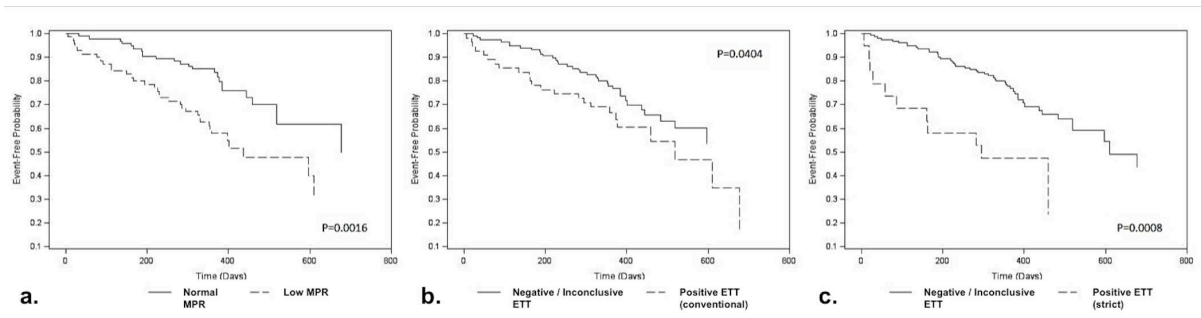 1.0
0.9
0.8
0.7
0.6
0.5
0.4
0.3
0.2
0.1
Event-Free Probability
P=0.0016
0 200 400 600 800
Time (Days)
a.
Normal MPR
Low MPR
1.0
0.9
0.8
0.7
0.6
0.5
0.4
0.3
0.2
0.1
Event-Free Probability
P=0.0404
0 200 400 600 800
Time (Days)
b.
Negative / Inconclusive
ETT
Positive ETT
(conventional)
1.0
0.9
0.8
0.7
0.6
0.5
0.4
0.3
0.2
0.1
Event-Free Probability
P=0.0008
0 200 400 600 800
Time (Days)
c.
Negative / Inconclusive
ETT
Positive ETT
(strict)